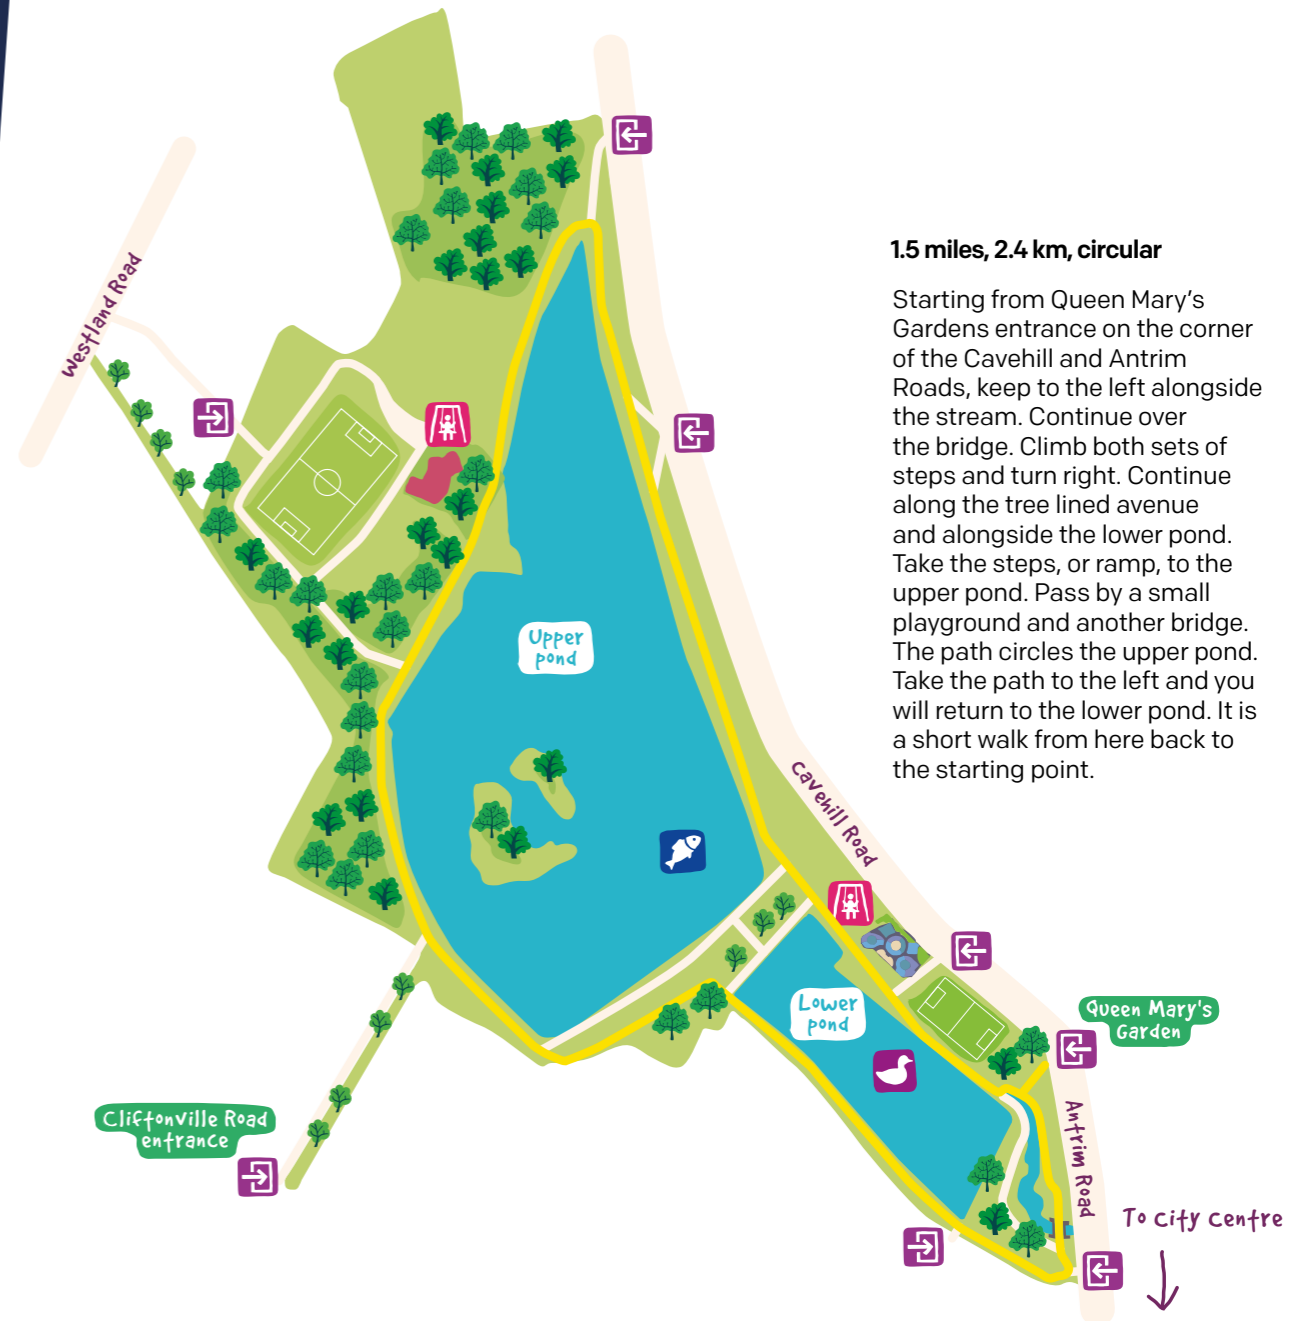 1.5 miles, 2.4 km, circular
Starting from Queen Mary's
Gardens entrance on the corner
of the Cavehill and Antrim
Roads, keep to the left alongside
the stream. Continue over
the bridge. Climb both sets of
steps and turn right. Continue
along the tree lined avenue
and alongside the lower pond.
Take the steps, or ramp, to the
upper pond. Pass by a small
playground and another bridge.
The path circles the upper pond.
Take the path to the left and you
will return to the lower pond. It is
a short walk from here back to
the starting point.
Westland Road
Upper
pond
Cavehill Road
Lower
pond
Queen Mary's
Garden
Cliftonville Road
entrance
Antrim Road
To City Centre